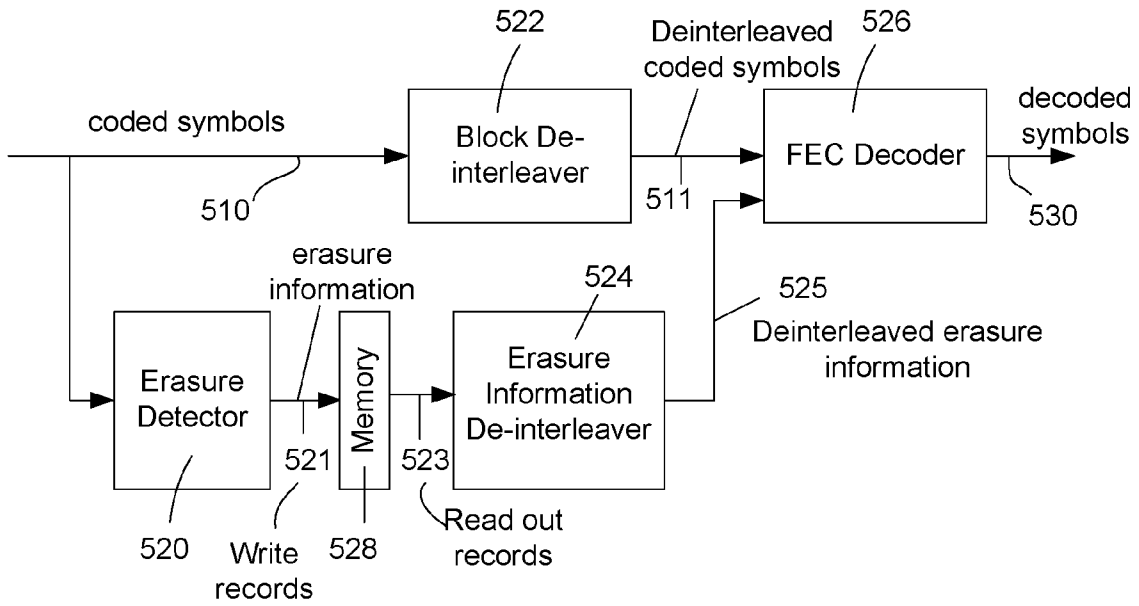 522
Deinterleaved
coded symbols
526
decoded
symbols
coded symbols
Block De-
interleaver
FEC Decoder
510
511
530
erasure
information
524
525
Deinterleaved erasure
information
Erasure
Detector
Memory
Erasure
Information
De-interleaver
521
523
520
Write
records
528
Read out
records